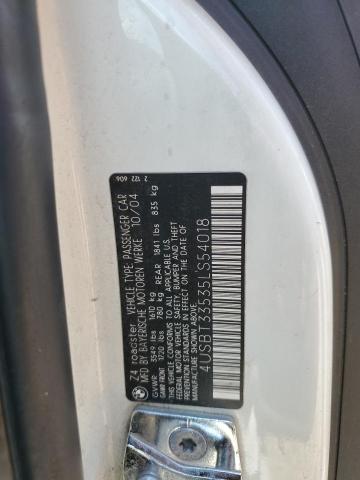 Z4 roadster VEHICLE TYPE: PASSENGER CAR
MFD BY BAYERISCHE MOTOREN WERKE 10/04
GVWR 3549 lbs 1610 kg
GAWR FRONT 1720 lbs 780 kg REAR 1841 lbs 835 kg
THIS VEHICLE CONFORMS TO ALL APPLICABLE
FEDERAL MOTOR VEHICLE SAFETY, BUMPER AND THEFT
PREVENTION STANDARDS IN EFFECT ON THE DATE OF
MANUFACTURE SHOWN ABOVE.
4USBT33535LS54018